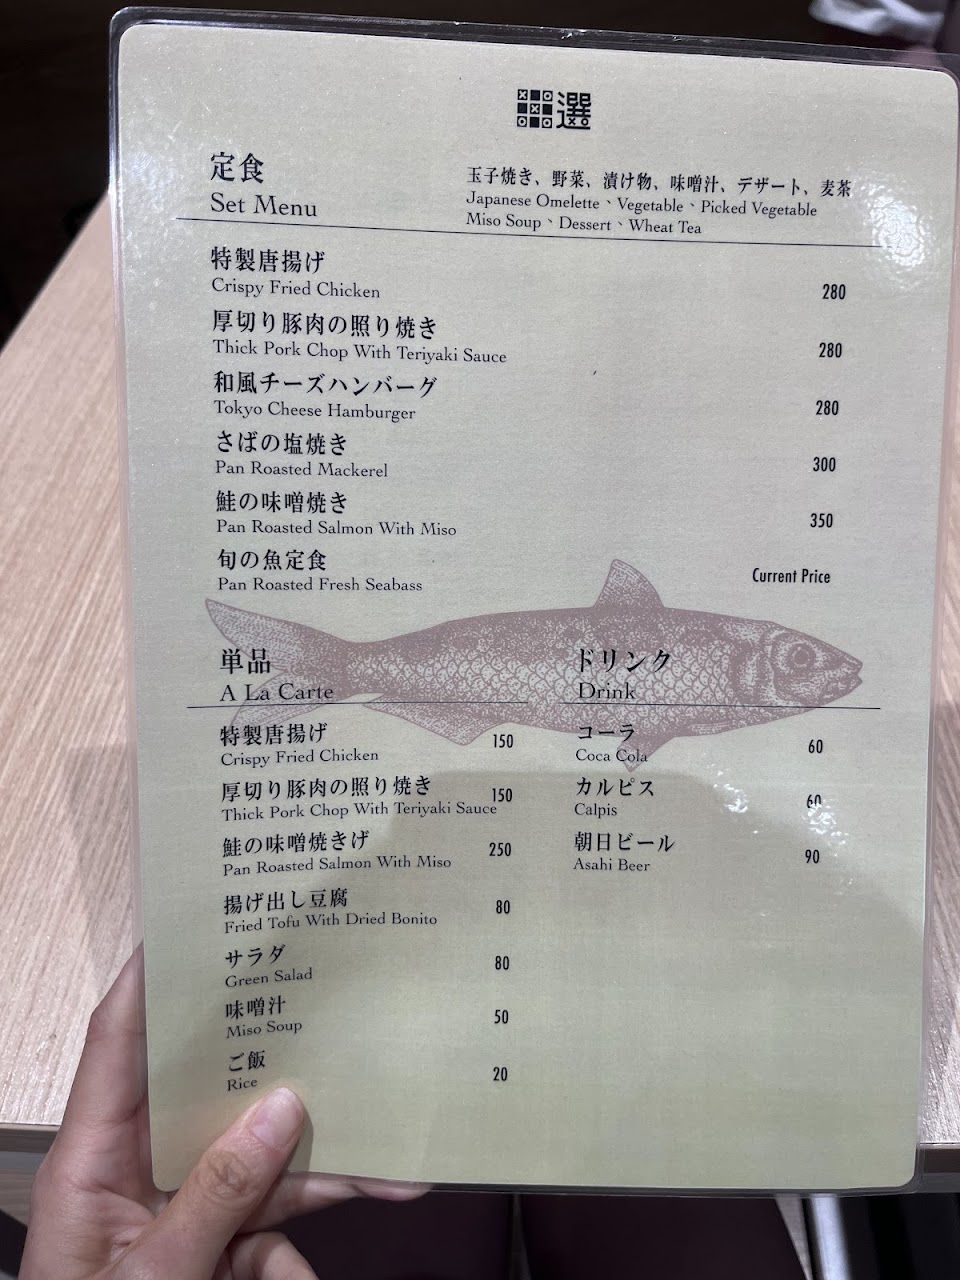 選
定食
Set Menu
玉子焼き、野菜、漬け物、味噌汁、デザート、麦茶
Japanese Omelette、Vegetable、Picked Vegetable
Miso Soup、Dessert、Wheat Tea
特製唐揚げ
Crispy Fried Chicken 280
厚切り豚肉の照り焼き
Thick Pork Chop With Teriyaki Sauce 280
和風チーズハンバーグ
Tokyo Cheese Hamburger 280
さばの塩焼き
Pan Roasted Mackerel 300
鮭の味噌焼き
Pan Roasted Salmon With Miso 350
旬の魚定食
Pan Roasted Fresh Seabass Current Price
単品
A La Carte
特製唐揚げ
Crispy Fried Chicken 150
厚切り豚肉の照り焼き
Thick Pork Chop With Teriyaki Sauce 150
鮭の味噌焼きげ
Pan Roasted Salmon With Miso 250
揚げ出し豆腐
Fried Tofu With Dried Bonito 80
サラダ
Green Salad 80
味噌汁
Miso Soup 50
ご飯
Rice 20
ドリンク
Drink
コーラ
Coca Cola 60
カルピス
Calpis 60
朝日ビール
Asahi Beer 90